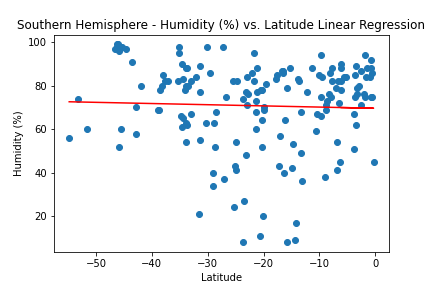 Southern Hemisphere - Humidity (%) vs. Latitude Linear Regression
100
80
60
40
20
Humidity (%)
−50 −40 −30 −20 −10 0
Latitude